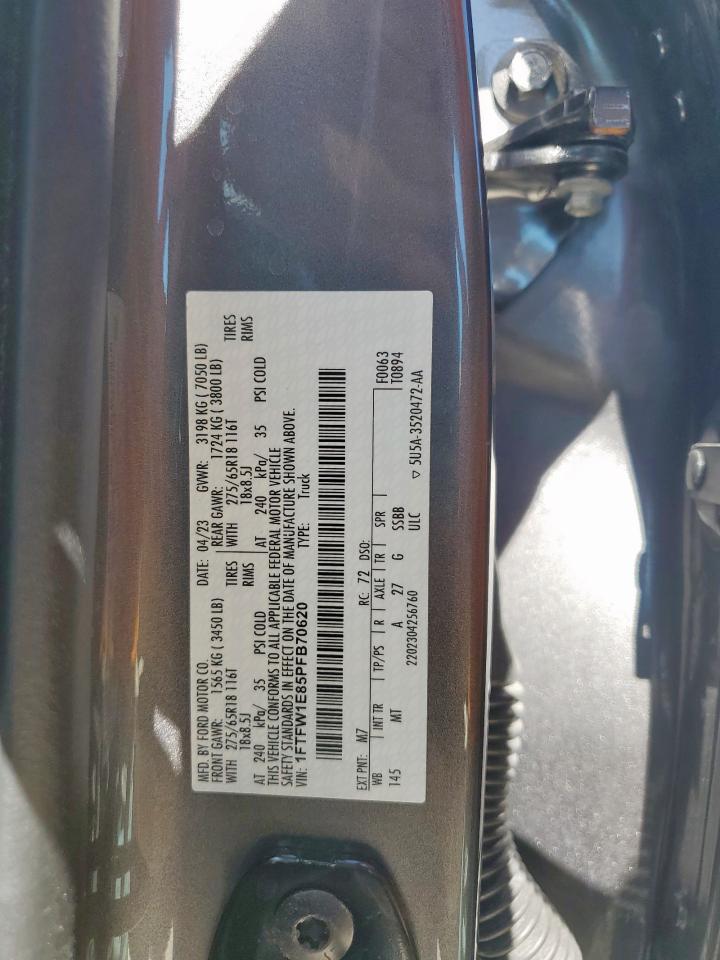 MFD. BY FORD MOTOR CO. DATE: 04/23 GVWR: 3198 KG ( 7050 LB)
FRONT GAWR: 1565 KG ( 3450 LB) REAR GAWR: 1724 KG ( 3800 LB)
WITH 275/65R18 116T TIRES WITH 275/65R18 116T TIRES
18x8.5J RIMS 18x8.5J RIMS
AT 240 kPa/ 35 PSI COLD AT 240 kPa/ 35 PSI COLD
THIS VEHICLE CONFORMS TO ALL APPLICABLE FEDERAL MOTOR VEHICLE
SAFETY STANDARDS IN EFFECT ON THE DATE OF MANUFACTURE SHOWN ABOVE.
VIN: 1FTFW1E85PFB70620 TYPE: Truck
EXT PNT: M7 RC: 72 DSO: F0063
WB INT TR TP/PS R AXLE TR SPR T0894
145 MT A 27 G SSBB
2202304256760 ULC ▽ 5U5A-3520472-AA